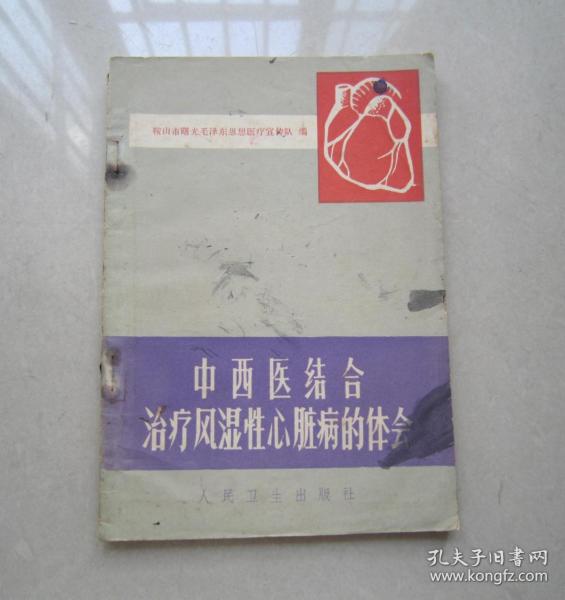 鞍山市曙光毛泽东思想医疗宣传队 编
中西医结合
治疗风湿性心脏病的体会
人民卫生出版社
孔夫子旧书网
www.kongfz.com